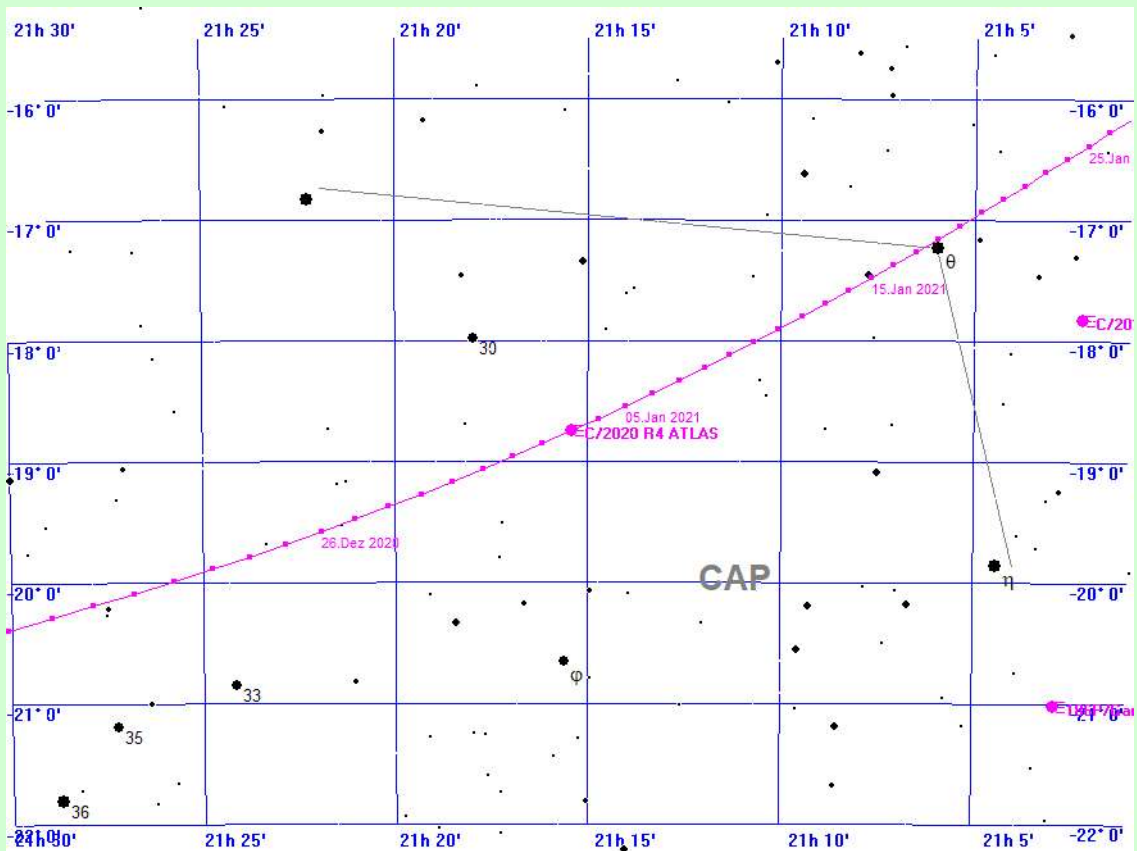 21h 30' 21h 25' 21h 20' 21h 15' 21h 10' 21h 5'
-16° 0' -16° 0'
25.Jan
-17° 0' -17° 0'
θ
15.Jan 2021
C/20
30
-18° 0' -18° 0'
05.Jan 2021
C/2020 R4 ATLAS
-19° 0' -19° 0'
26.Dez 2020
CAP
η
-20° 0' -20° 0'
φ
33
-21° 0'
35
36
21h 30' 21h 25' 21h 20' 21h 15' 21h 10' 21h 5' -22° 0'